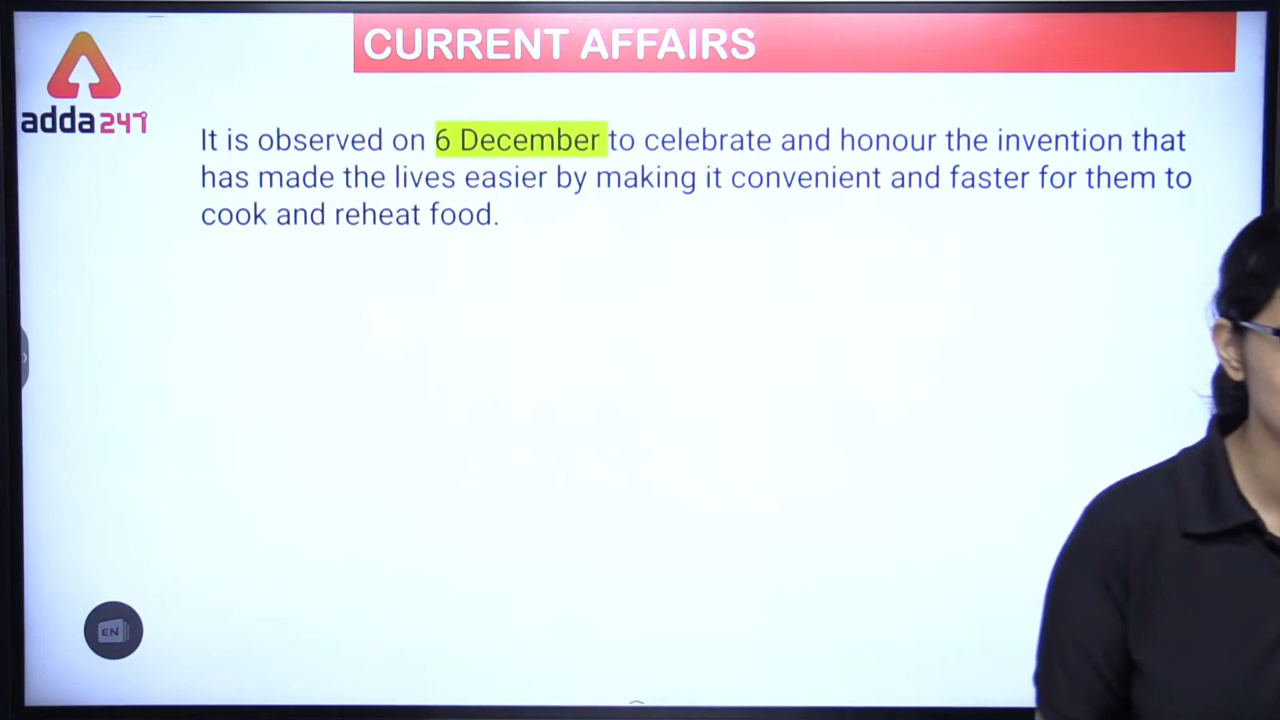 CURRENT AFFAIRS
adda247
It is observed on 6 December to celebrate and honour the invention that
has made the lives easier by making it convenient and faster for them to
cook and reheat food.
EN